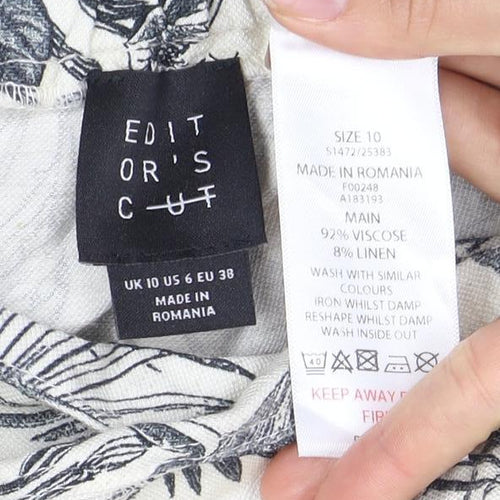 EDIT
OR'S
CUT
UK 10 US 6 EU 38
MADE IN
ROMANIA
SIZE 10
S1472/25383
MADE IN ROMANIA
F00248
A183193
MAIN
92% VISCOSE
8% LINEN
WASH WITH SIMILAR
COLOURS
IRON WHILST DAMP
RESHAPE WHILST DAMP
WASH INSIDE OUT
40
KEEP AWAY
FIRE